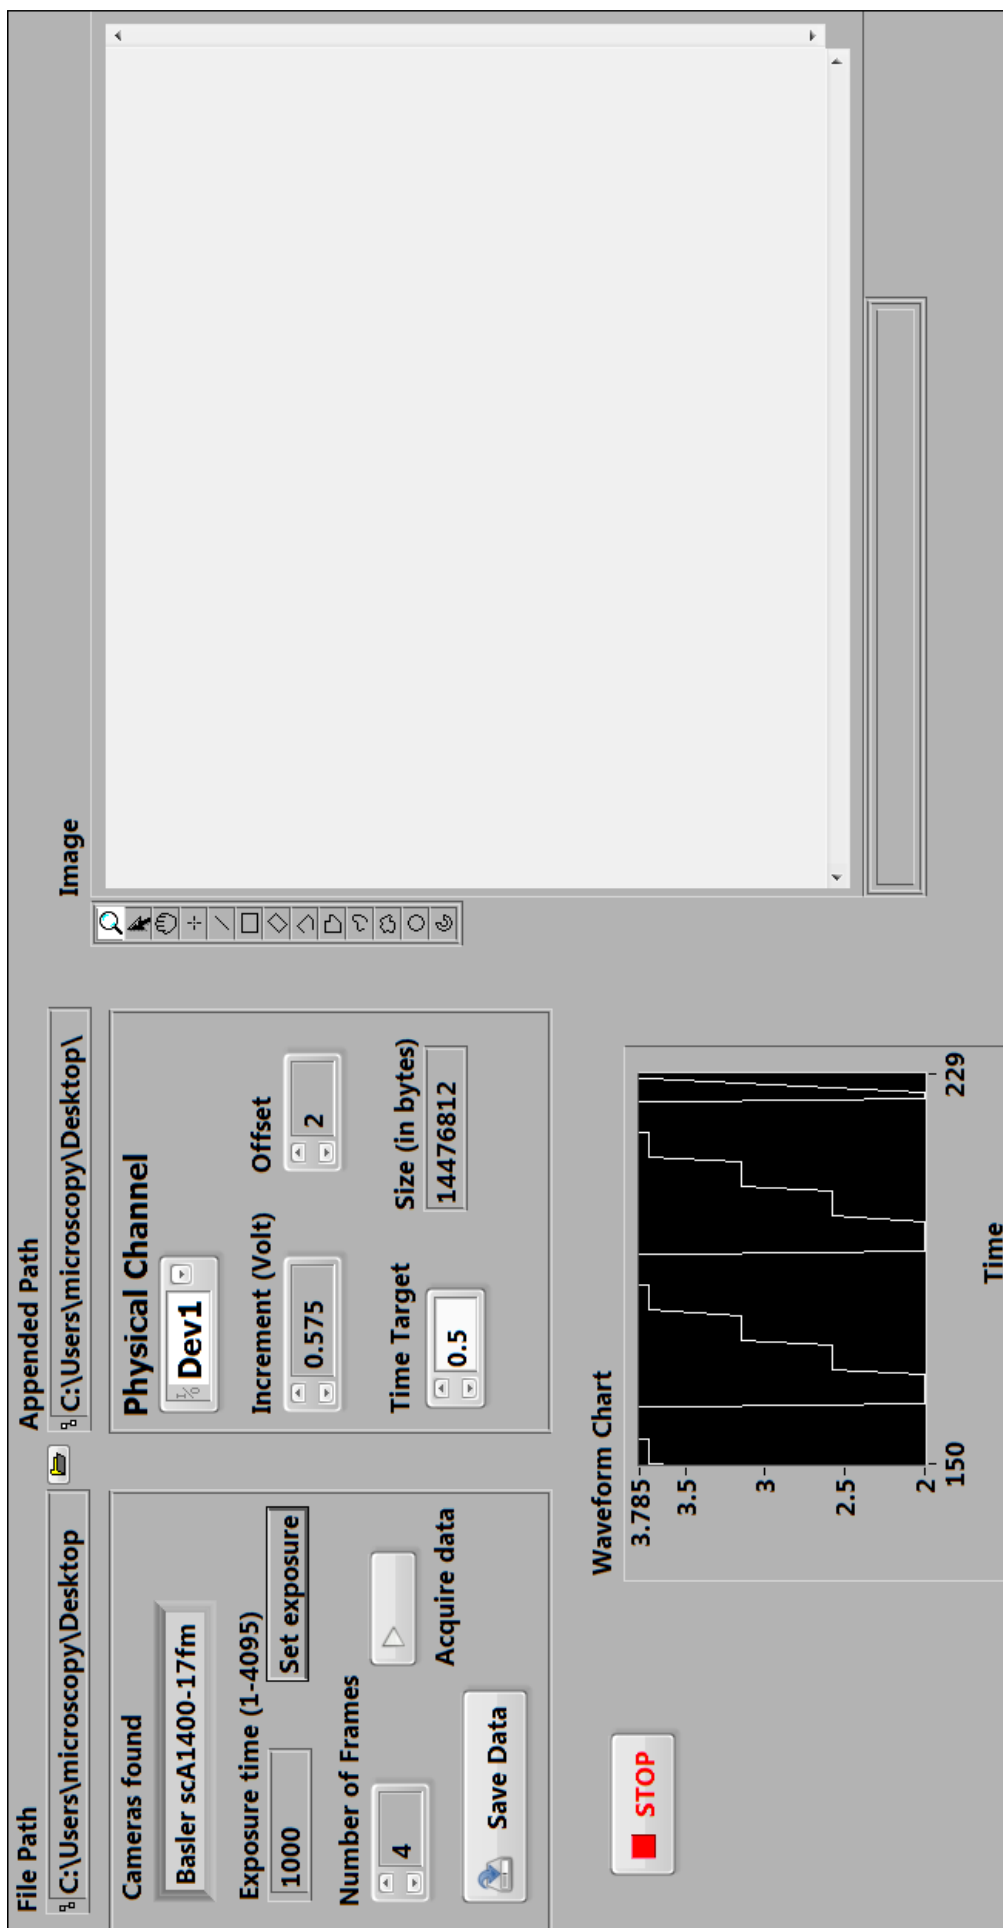 File Path
C:\Users\microscopy\Desktop
Appended Path
C:\Users\microscopy\Desktop\
Cameras found
Basler scA1400-17fm
Exposure time (1-4095)
1000
Set exposure
Number of Frames
4
Acquire data
Save Data
STOP
Physical Channel
I/O Dev1
Increment (Volt)
0.575
Offset
2
Time Target
0.5
Size (in bytes)
14476812
Waveform Chart
3.785
3.5
3
2.5
2
150
229
Time
Image